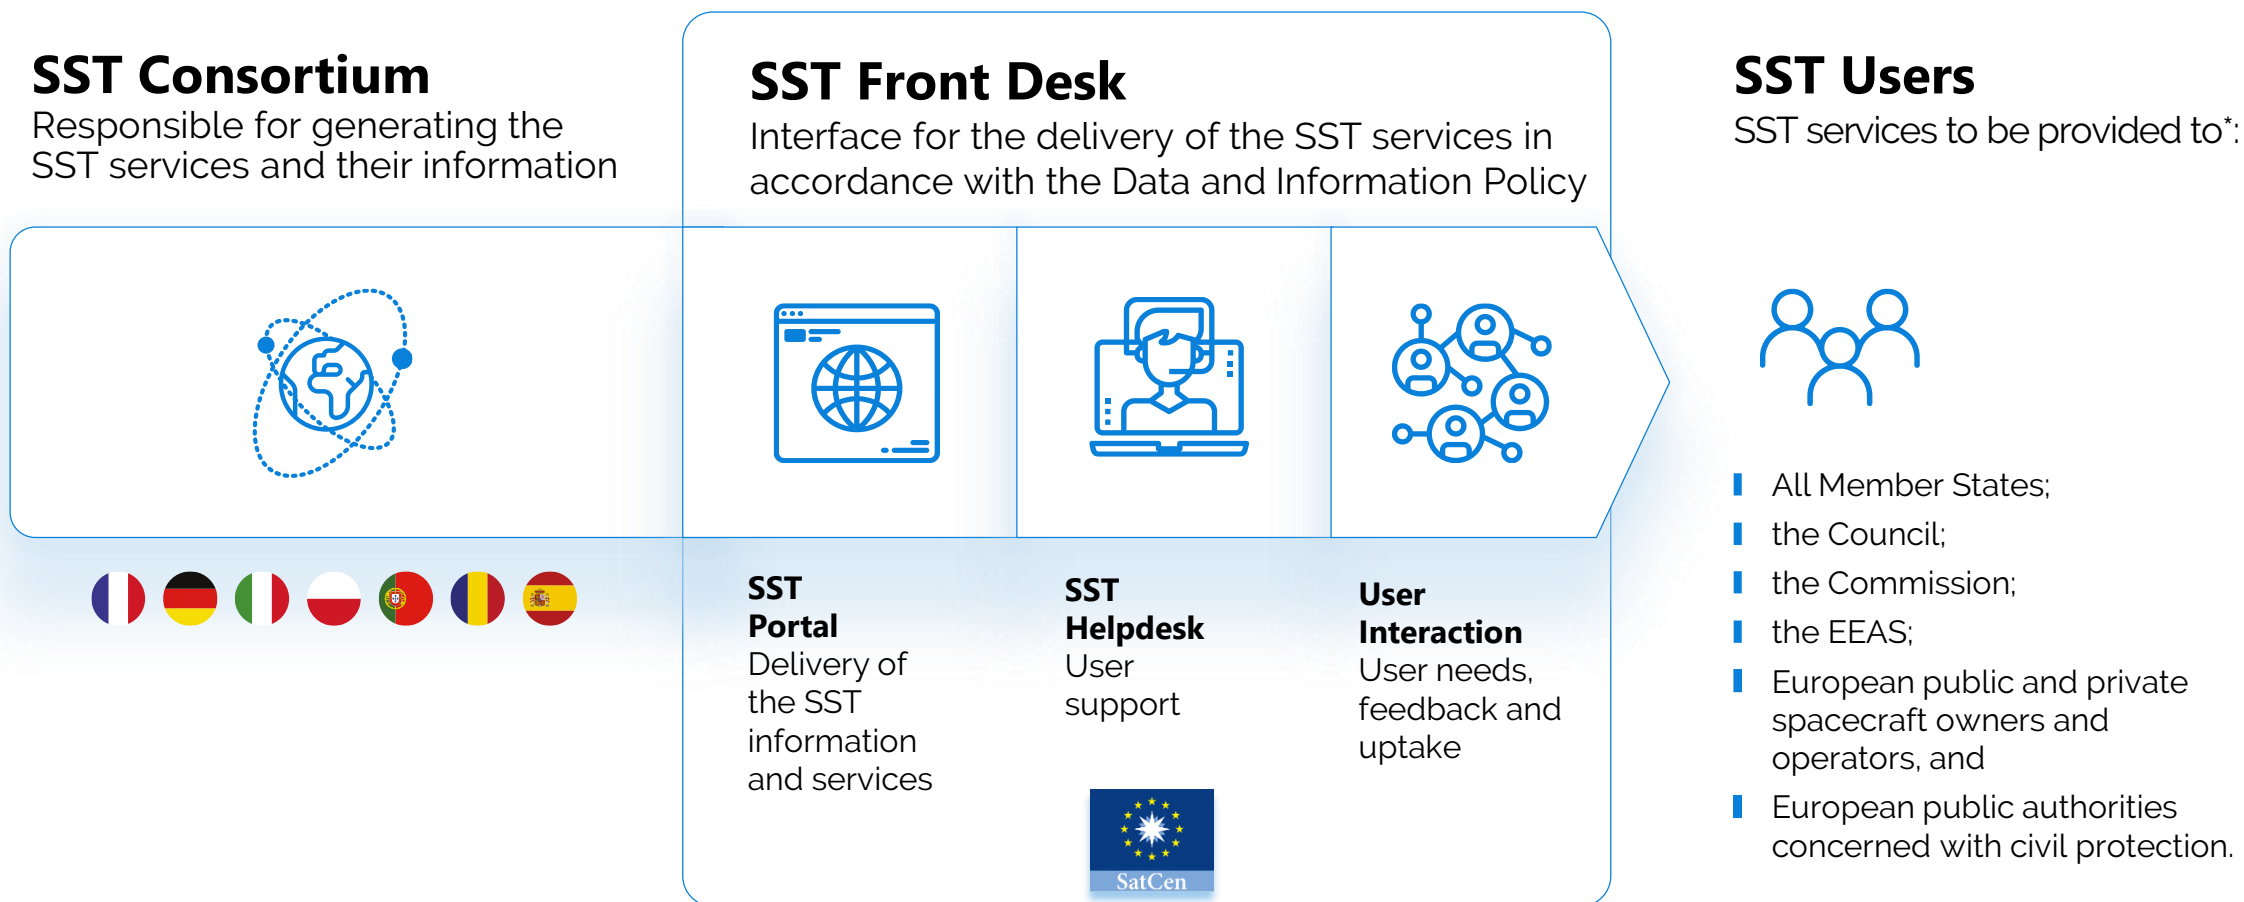 SST Consortium
Responsible for generating the
SST services and their information
SST Front Desk
Interface for the delivery of the SST services in
accordance with the Data and Information Policy
SST Portal
Delivery of
the SST
information
and services
SST
Helpdesk
User
support
User
Interaction
User needs,
feedback and
uptake
SatCen
SST Users
SST services to be provided to*:
All Member States;
the Council;
the Commission;
the EEAS;
European public and private
spacecraft owners and
operators, and
European public authorities
concerned with civil protection.